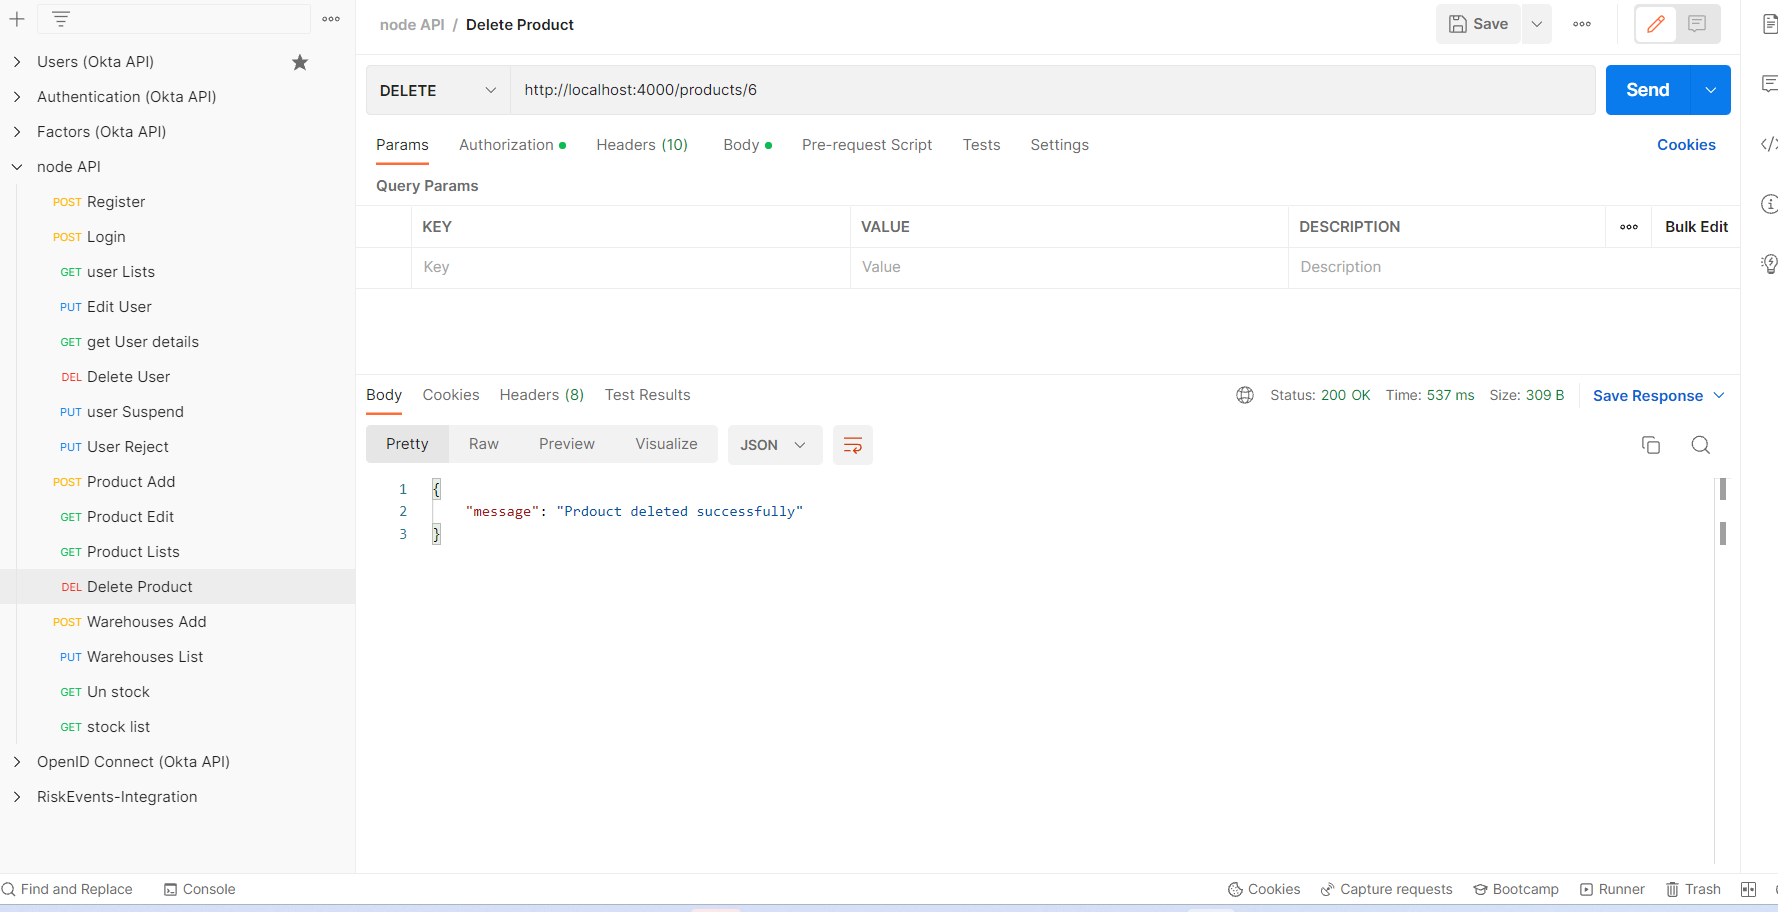 node API / Delete Product
Save
Users (Okta API)
Authentication (Okta API)
Factors (Okta API)
node API
POST Register
POST Login
GET user Lists
PUT Edit User
GET get User details
DEL Delete User
PUT user Suspend
PUT User Reject
POST Product Add
GET Product Edit
GET Product Lists
DEL Delete Product
POST Warehouses Add
PUT Warehouses List
GET Un stock
GET stock list
OpenID Connect (Okta API)
RiskEvents-Integration
DELETE http://localhost:4000/products/6 Send
Params Authorization Headers (10) Body Pre-request Script Tests Settings Cookies
Query Params
KEY VALUE DESCRIPTION Bulk Edit
Key Value Description
Body Cookies Headers (8) Test Results Status: 200 OK Time: 537 ms Size: 309 B Save Response
Pretty Raw Preview Visualize JSON
1 {
2 "message": "Prdouct deleted successfully"
3 }
Find and Replace Console Cookies Capture requests Bootcamp Runner Trash